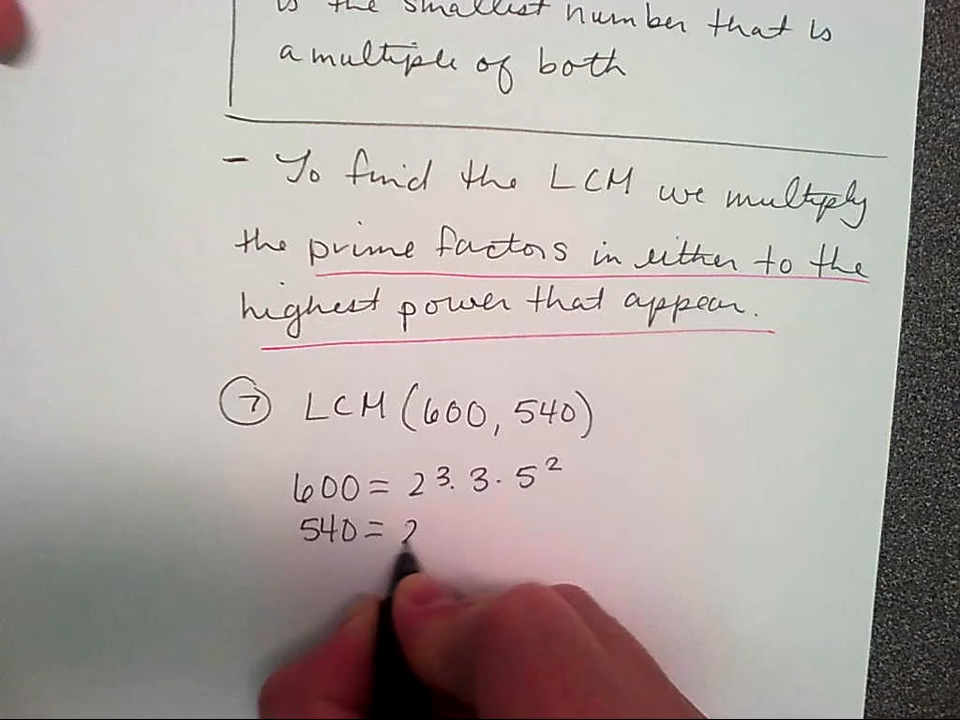 is the smallest number that is
a multiple of both
- To find the LCM we multiply
the prime factors in either to the
highest power that appear.
⑦ LCM (600, 540)
600 = 2³ · 3 · 5²
540 = 2